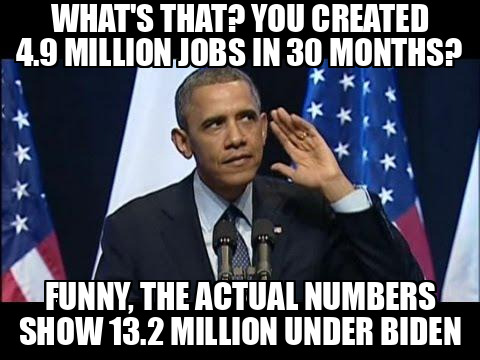 WHAT'S THAT? YOU CREATED
4.9 MILLION JOBS IN 30 MONTHS?
FUNNY, THE ACTUAL NUMBERS
SHOW 13.2 MILLION UNDER BIDEN